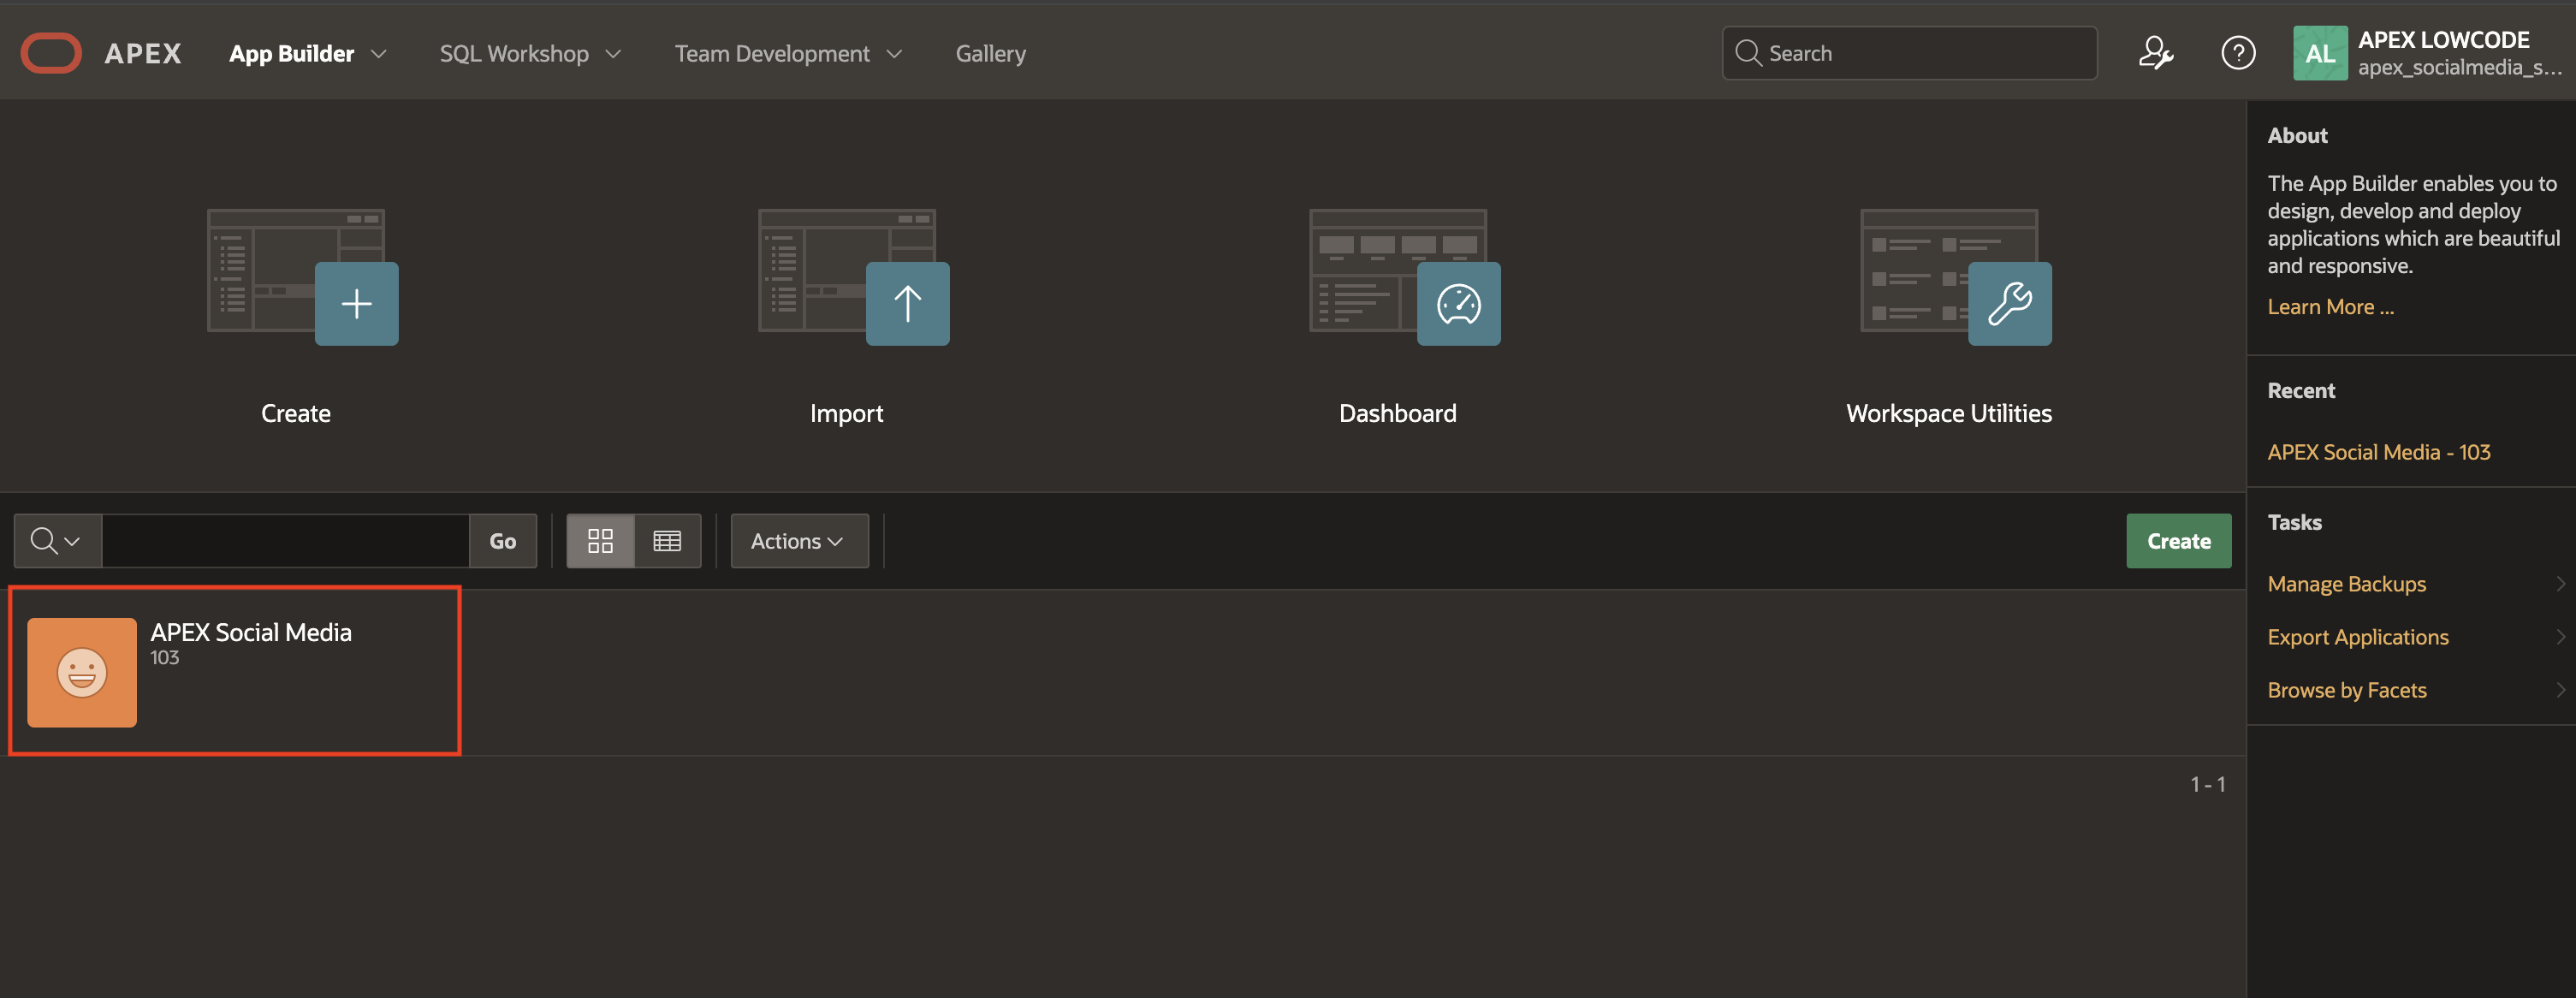 APEX
App Builder
SQL Workshop
Team Development
Gallery
Search
?
AL
APEX LOWCODE
apex_socialmedia_s...
Create
Import
Dashboard
Workspace Utilities
Go
Actions
Create
APEX Social Media
103
1 - 1
About
The App Builder enables you to
design, develop and deploy
applications which are beautiful
and responsive.
Learn More ...
Recent
APEX Social Media - 103
Tasks
Manage Backups
Export Applications
Browse by Facets